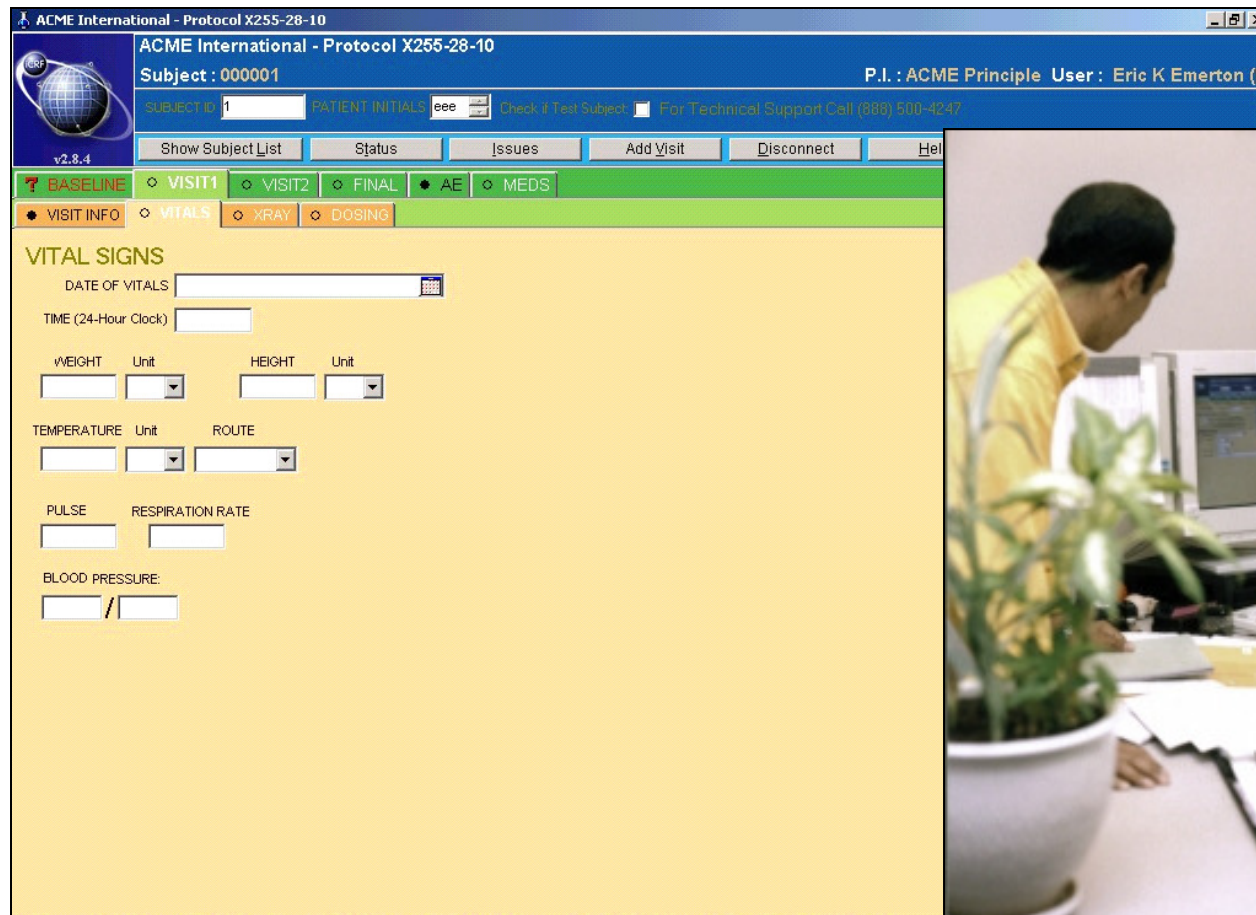 ACME International - Protocol X255-28-10
ACME International - Protocol X255-28-10
Subject : 000001 P.I. : ACME Principle User : Eric K Emerton (
SUBJECT ID 1 PATIENT INITIALS eee Check if Test Subject: For Technical Support Call (888) 500-4247
iCRF
v2.8.4
Show Subject List Status Issues Add Visit Disconnect Hel
? BASELINE VISIT1 VISIT2 FINAL AE MEDS
VISIT INFO VITALS XRAY DOSING
VITAL SIGNS
DATE OF VITALS
TIME (24-Hour Clock)
WEIGHT Unit HEIGHT Unit
TEMPERATURE Unit ROUTE
PULSE RESPIRATION RATE
BLOOD PRESSURE:
/